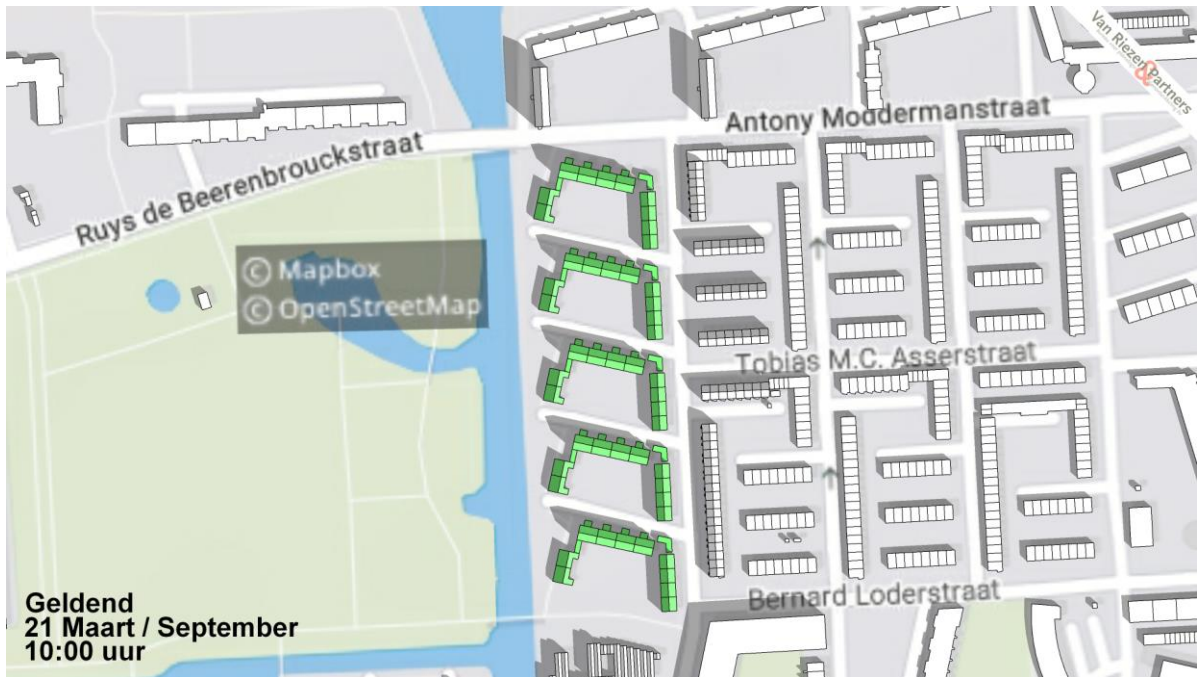 Van Riezen & Partners
Antony Moddermanstraat
Ruys de Beerenbrouckstraat
© Mapbox
© OpenStreetMap
Tobias M.C. Asserstraat
Bernard Loderstraat
Geldend
21 Maart / September
10:00 uur